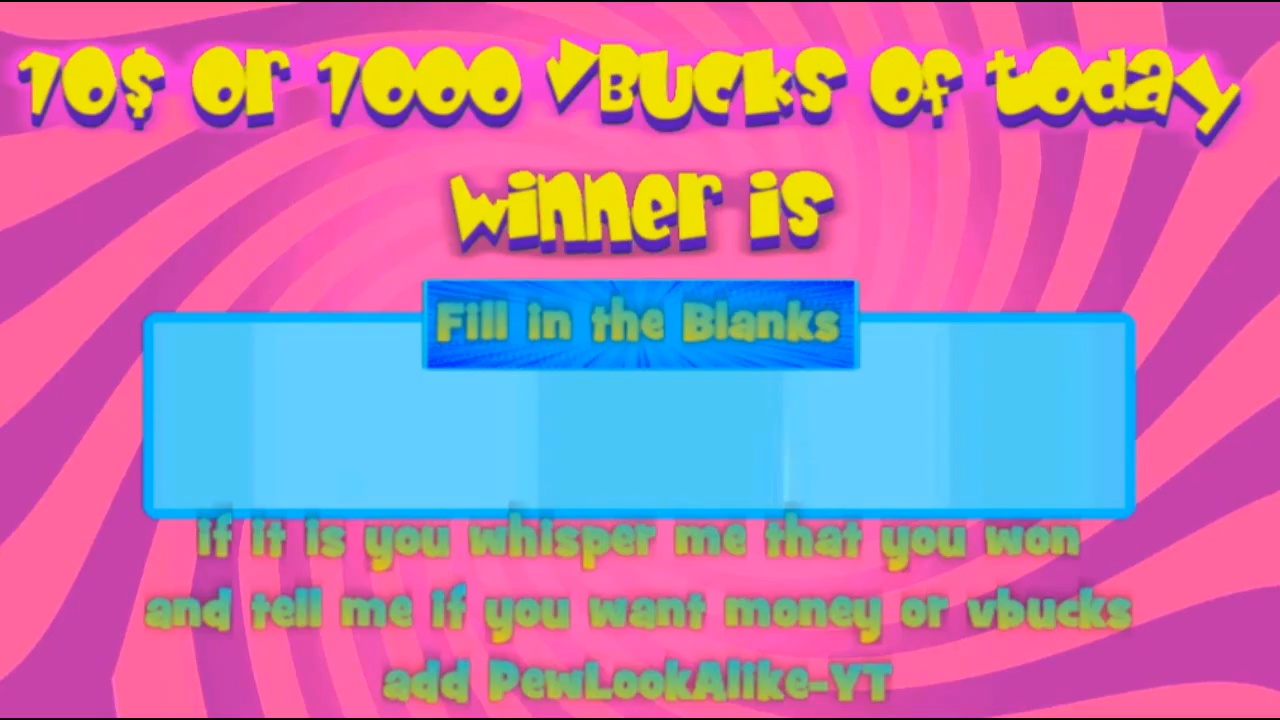 10$ or 1000 VBucks of today
winner is
Fill in the Blanks
if it is you whisper me that you won
and tell me if you want money or vbucks
add PewLookAlike-YT